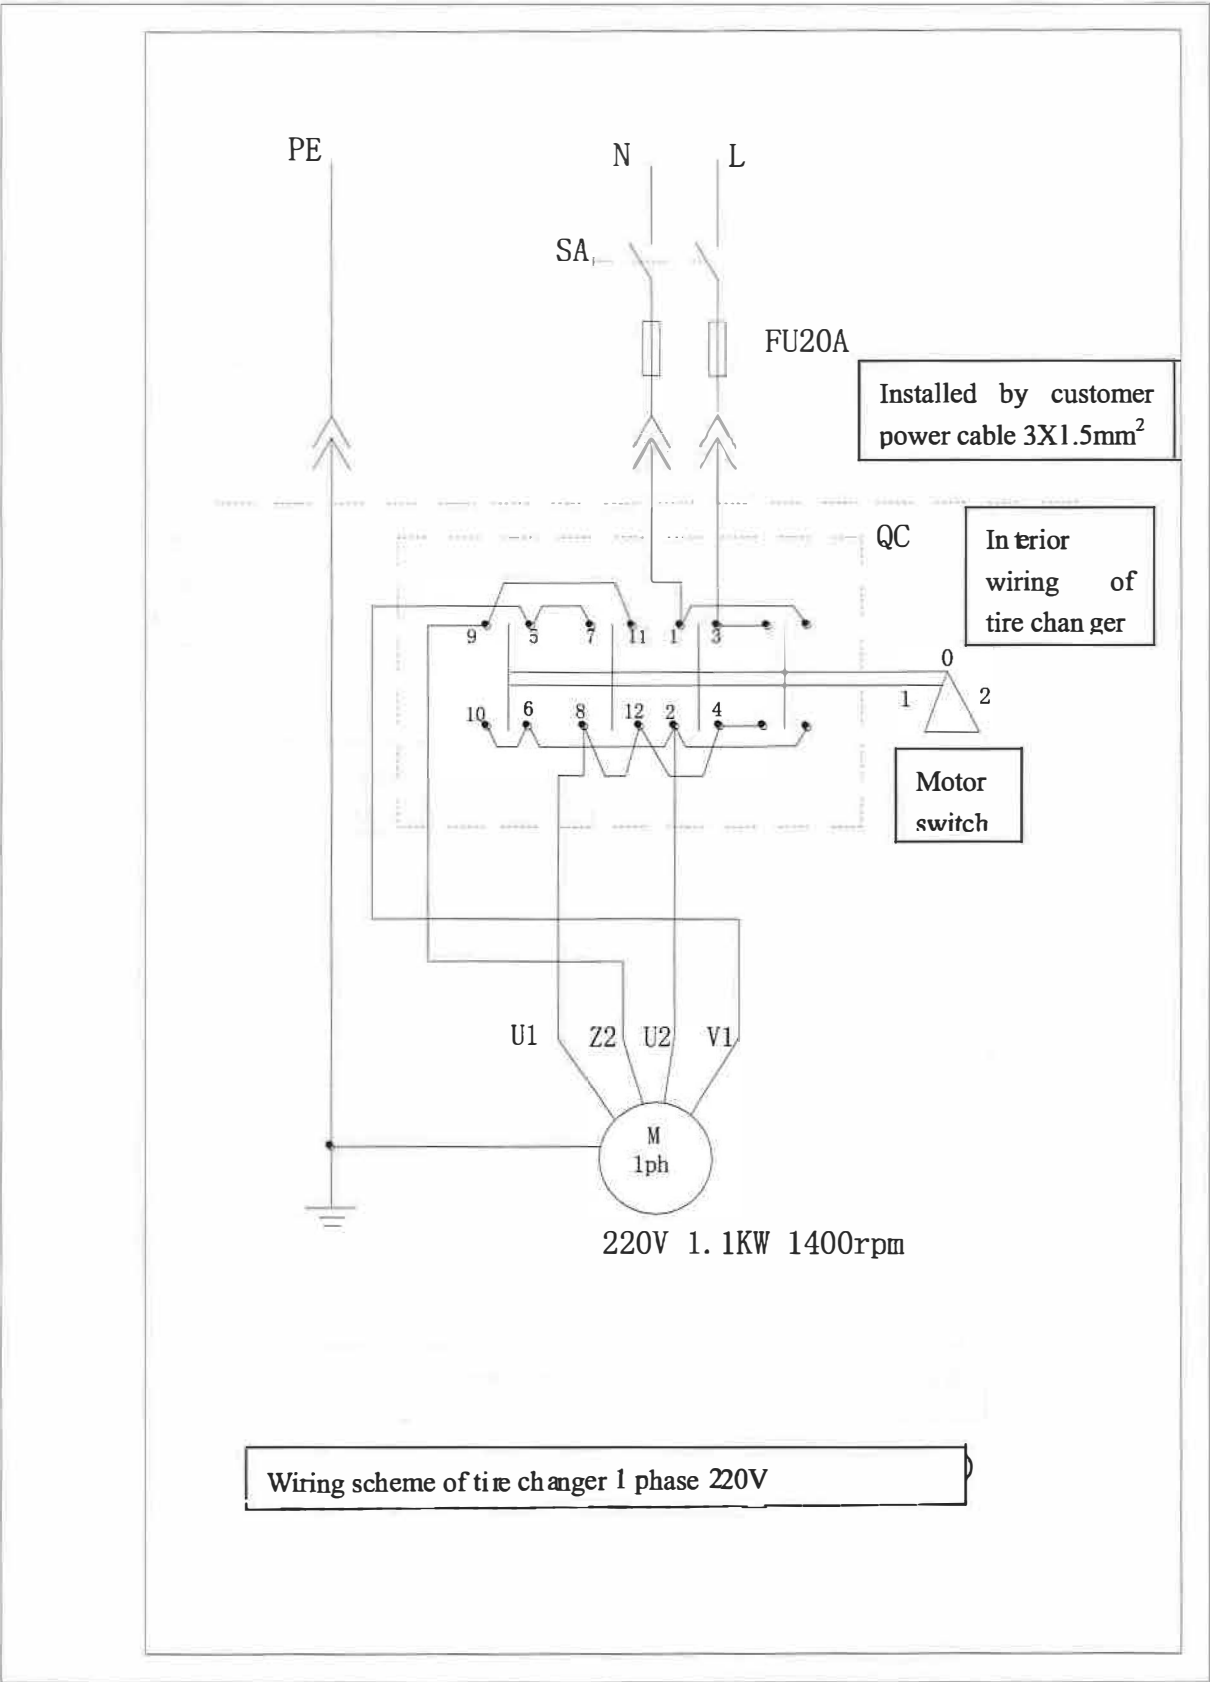 PE
N
L
SA
FU20A
Installed by customer
power cable 3X1.5mm²
QC
Interior
wiring of
tire changer
9 5 7 11 1 3
0
1 2
10 6 8 12 2 4
Motor
switch
U1 Z2 U2 V1
M
1ph
220V 1.1KW 1400rpm
Wiring scheme of tire changer 1 phase 220V